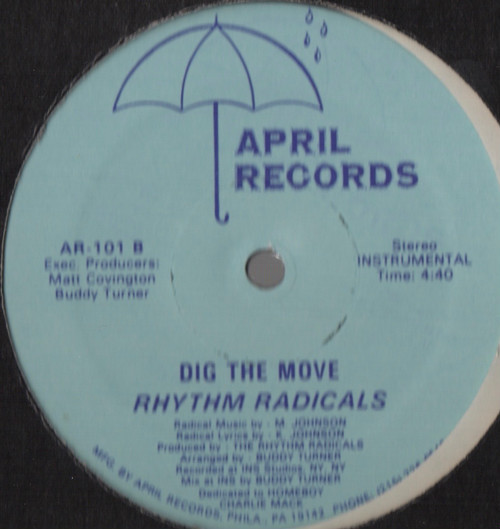 APRIL
RECORDS
AR-101 B
Exec. Producers:
Matt Covington
Buddy Turner
Stereo
INSTRUMENTAL
Time: 4:40
DIG THE MOVE
RHYTHM RADICALS
Radical Music by - M. JOHNSON
Radical Lyrics by - K. JOHNSON
Produced by - THE RHYTHM RADICALS
Arranged by - BUDDY TURNER
Recorded at INS Studios, NY, NY
Mix at INS by BUDDY TURNER
Dedicated to HOMEBOY
CHARLIE MACK
MFG. BY APRIL RECORDS, PHILA., PA 19143 PHONE: